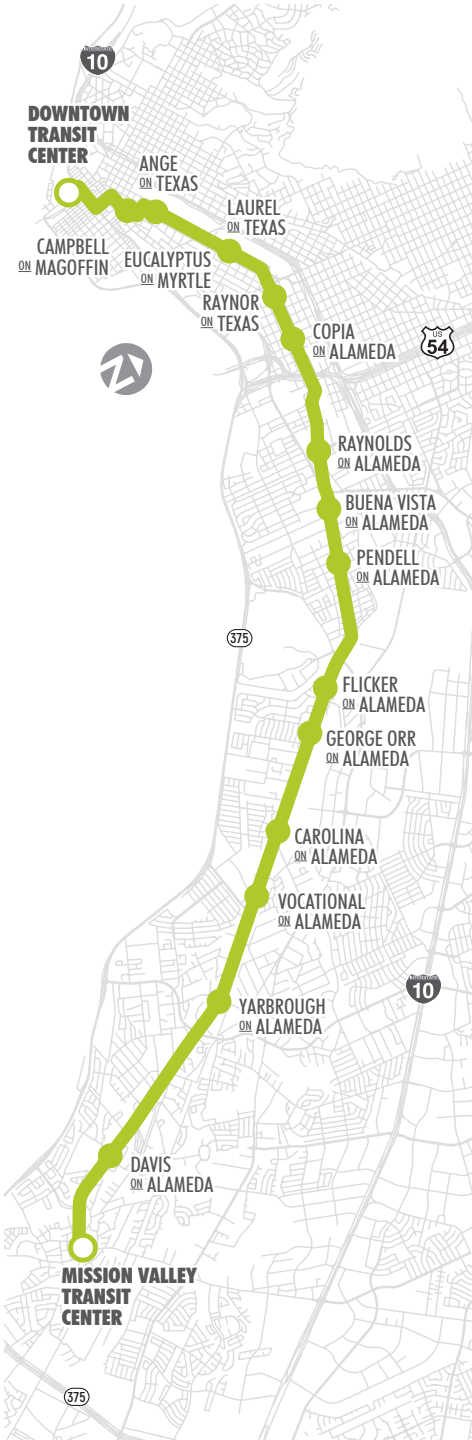 INTERSTATE
10
DOWNTOWN
TRANSIT
CENTER
ANGE
ON TEXAS
LAUREL
ON TEXAS
CAMPBELL
ON MAGOFFIN
EUCALYPTUS
ON MYRTLE
RAYNOR
ON TEXAS
COPIA
ON ALAMEDA
US
54
RAYNOLDS
ON ALAMEDA
BUENA VISTA
ON ALAMEDA
PENDELL
ON ALAMEDA
375
FLICKER
ON ALAMEDA
GEORGE ORR
ON ALAMEDA
CAROLINA
ON ALAMEDA
VOCATIONAL
ON ALAMEDA
INTERSTATE
10
YARBROUGH
ON ALAMEDA
DAVIS
ON ALAMEDA
MISSION VALLEY
TRANSIT
CENTER
375